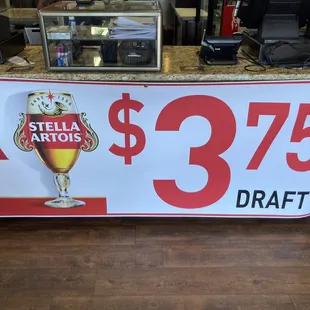 STELLA
ARTOIS
$3.75
DRAFT